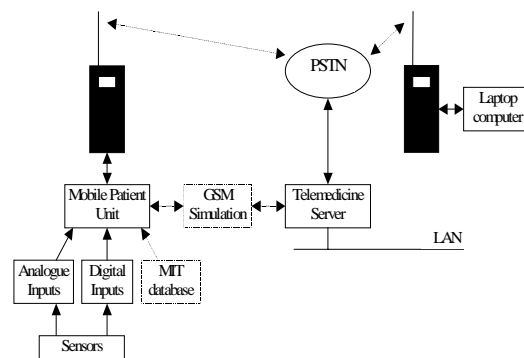 PSTN
Laptop
computer
Mobile Patient
Unit
GSM
Simulation
Telemedicine
Server
LAN
Analogue
Inputs
Digital
Inputs
MIT
database
Sensors